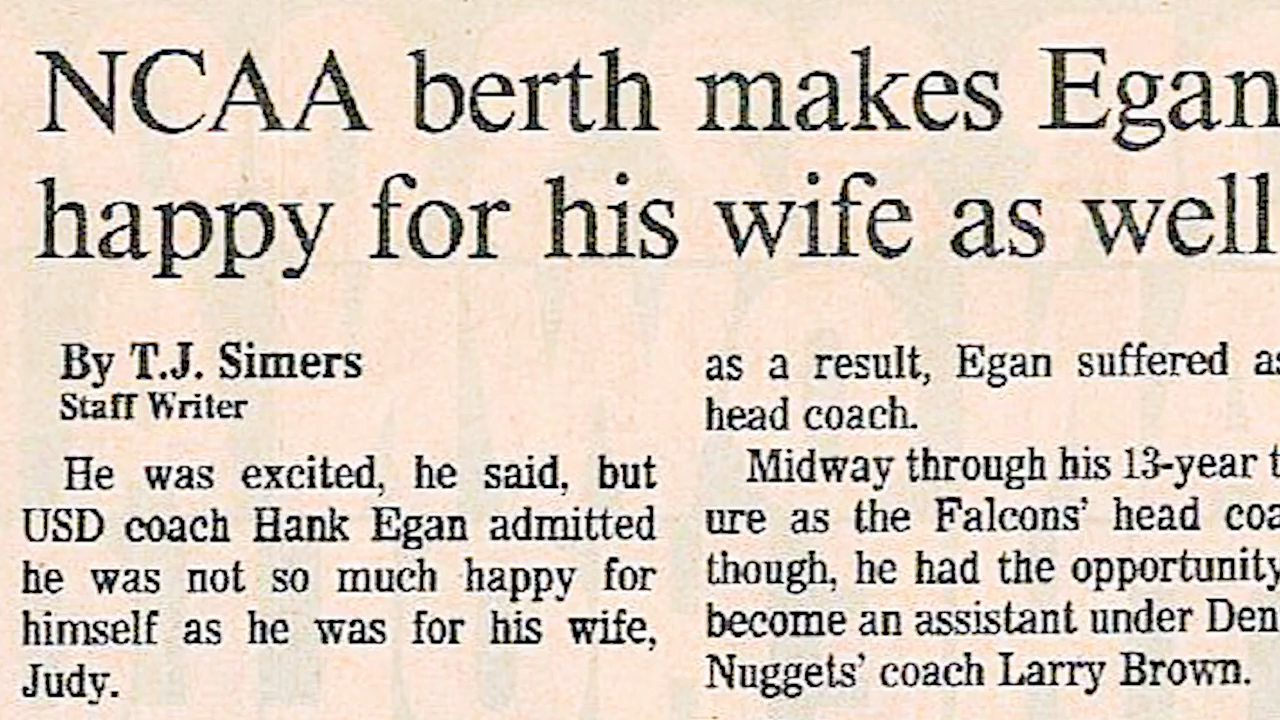 NCAA berth makes Egan
happy for his wife as well
By T.J. Simers
Staff Writer
He was excited, he said, but
USD coach Hank Egan admitted
he was not so much happy for
himself as he was for his wife,
Judy.
as a result, Egan suffered as
head coach.
Midway through his 13-year t
ure as the Falcons' head coa
though, he had the opportunity
become an assistant under Den
Nuggets' coach Larry Brown.